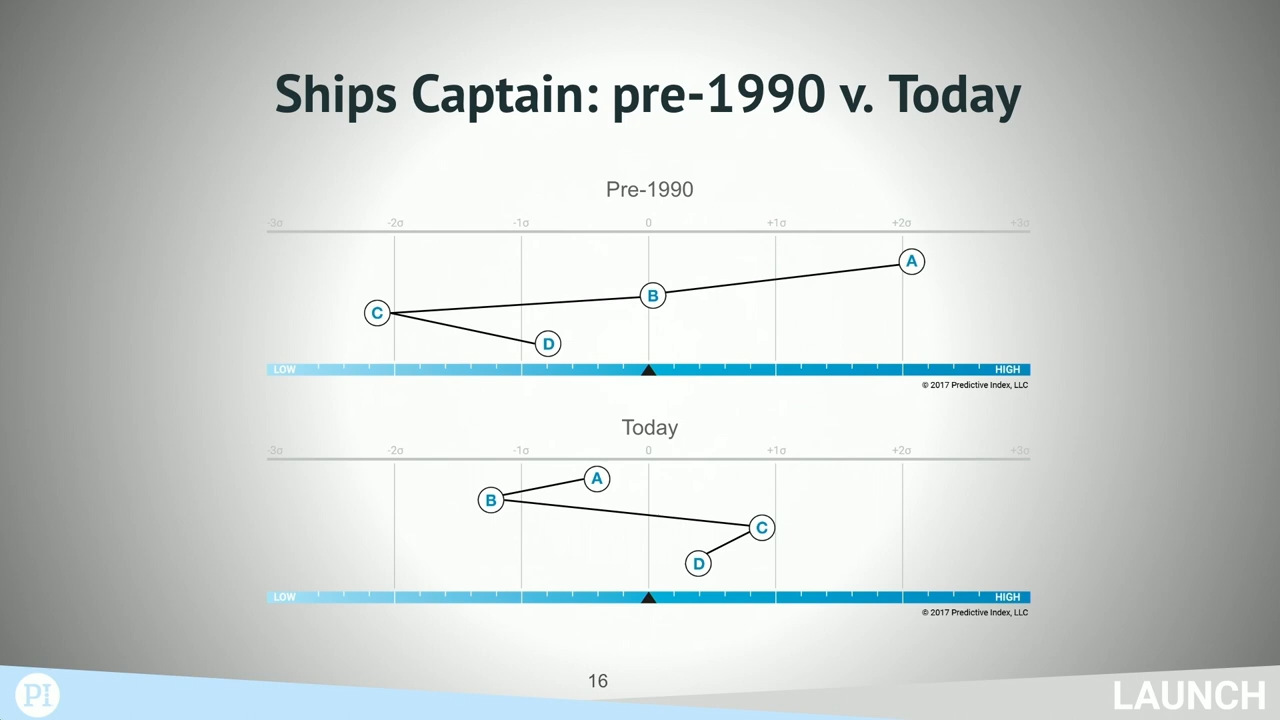 Ships Captain: pre-1990 v. Today
Pre-1990
-3σ -2σ -1σ 0 +1σ +2σ +3σ
A
B
C
D
LOW HIGH
© 2017 Predictive Index, LLC
Today
-3σ -2σ -1σ 0 +1σ +2σ +3σ
A
B
C
D
LOW HIGH
© 2017 Predictive Index, LLC
16
PI
LAUNCH